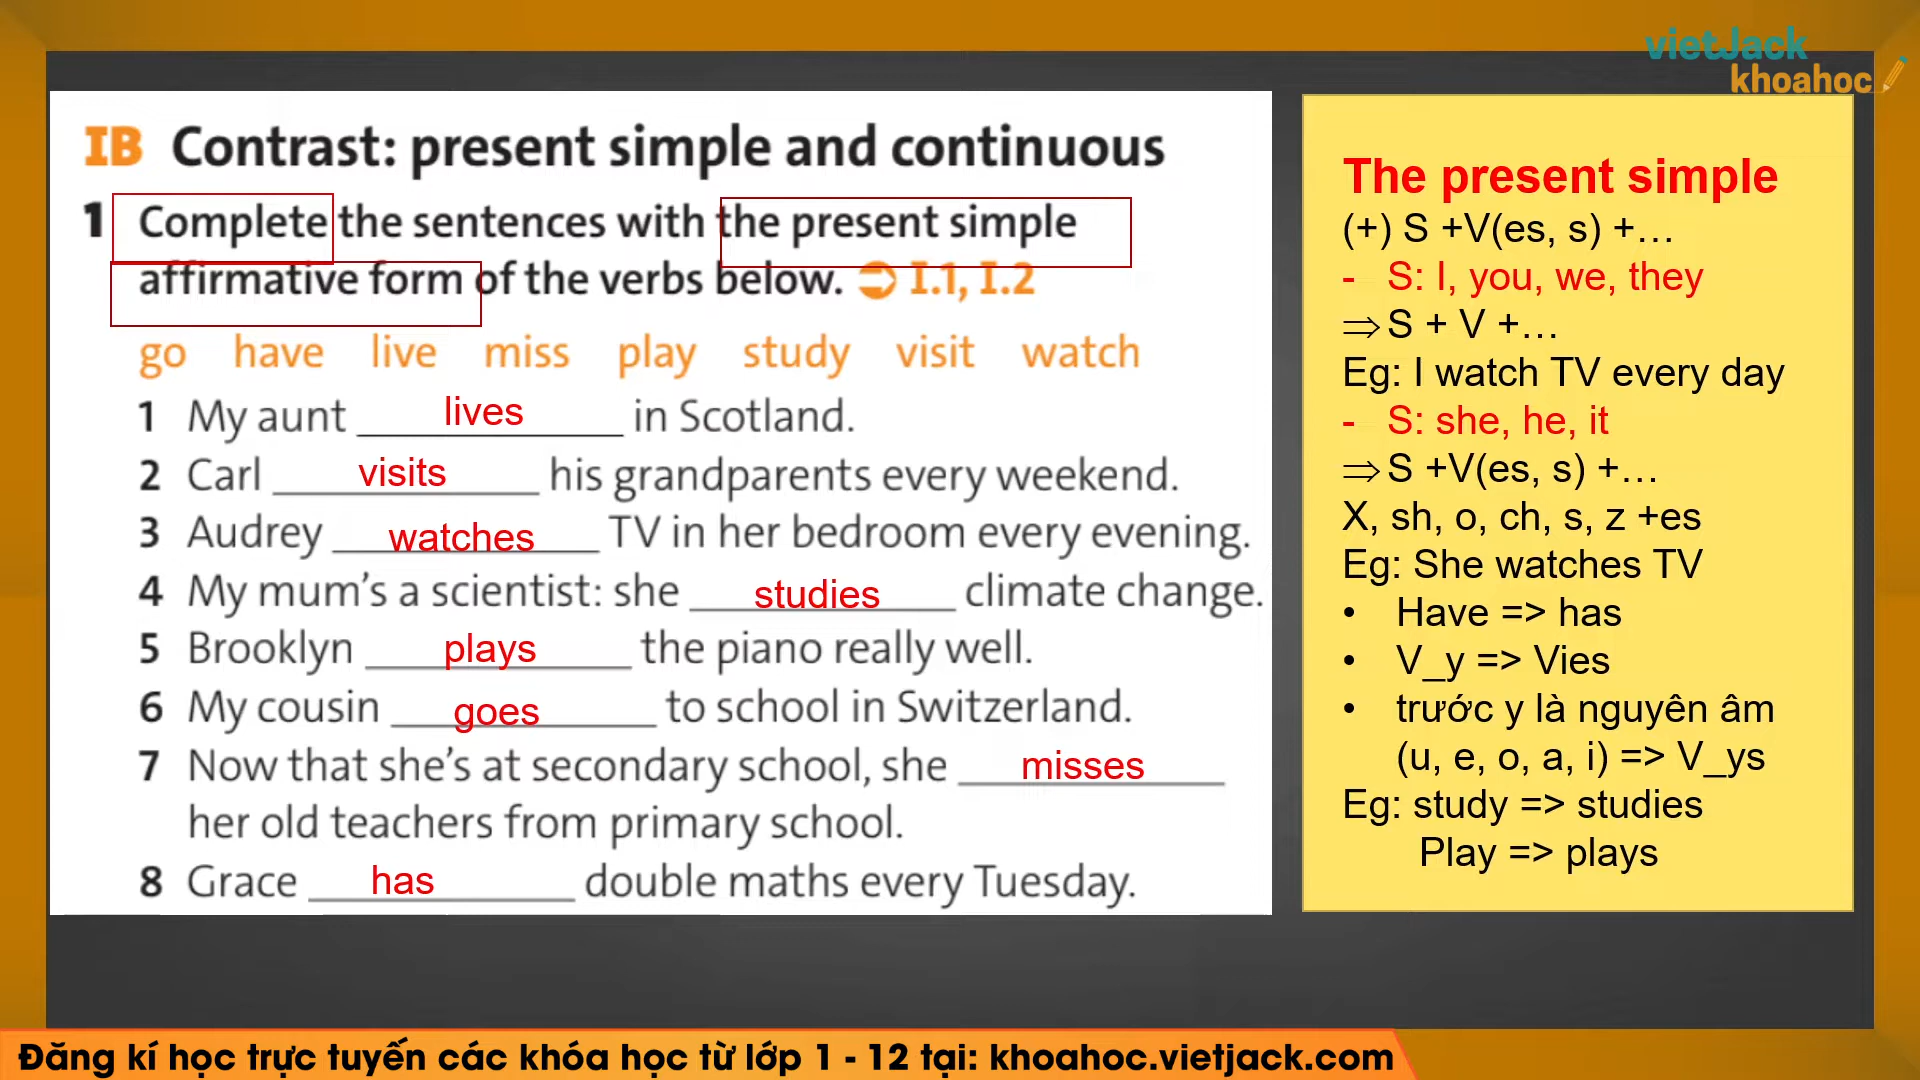 vietJack
khoahoc
IB Contrast: present simple and continuous
1 Complete the sentences with the present simple
affirmative form of the verbs below. ➲ I.1, I.2
go have live miss play study visit watch
1 My aunt lives in Scotland.
2 Carl visits his grandparents every weekend.
3 Audrey watches TV in her bedroom every evening.
4 My mum's a scientist: she studies climate change.
5 Brooklyn plays the piano really well.
6 My cousin goes to school in Switzerland.
7 Now that she's at secondary school, she misses
her old teachers from primary school.
8 Grace has double maths every Tuesday.
The present simple
(+) S +V(es, s) +…
- S: I, you, we, they
⇒ S + V +…
Eg: I watch TV every day
- S: she, he, it
⇒ S +V(es, s) +…
X, sh, o, ch, s, z +es
Eg: She watches TV
• Have => has
• V_y => Vies
• trước y là nguyên âm
(u, e, o, a, i) => V_ys
Eg: study => studies
Play => plays
Đăng kí học trực tuyến các khóa học từ lớp 1 - 12 tại: khoahoc.vietjack.com